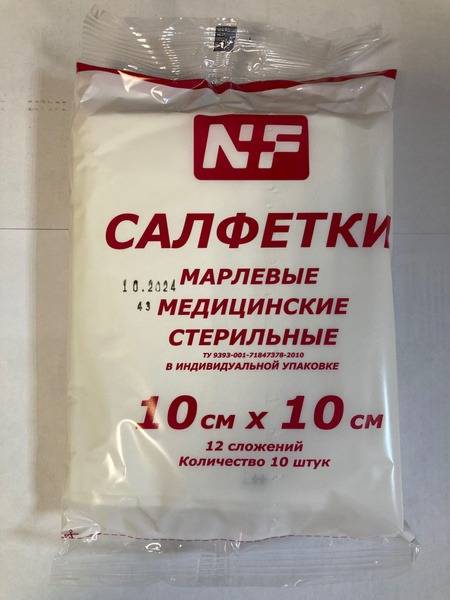 NF
САЛФЕТКИ
МАРЛЕВЫЕ
10.2024
43 МЕДИЦИНСКИЕ
СТЕРИЛЬНЫЕ
ТУ 9393-001-71847378-2010
В ИНДИВИДУАЛЬНОЙ УПАКОВКЕ
10 см х 10 см
12 сложений
Количество 10 штук